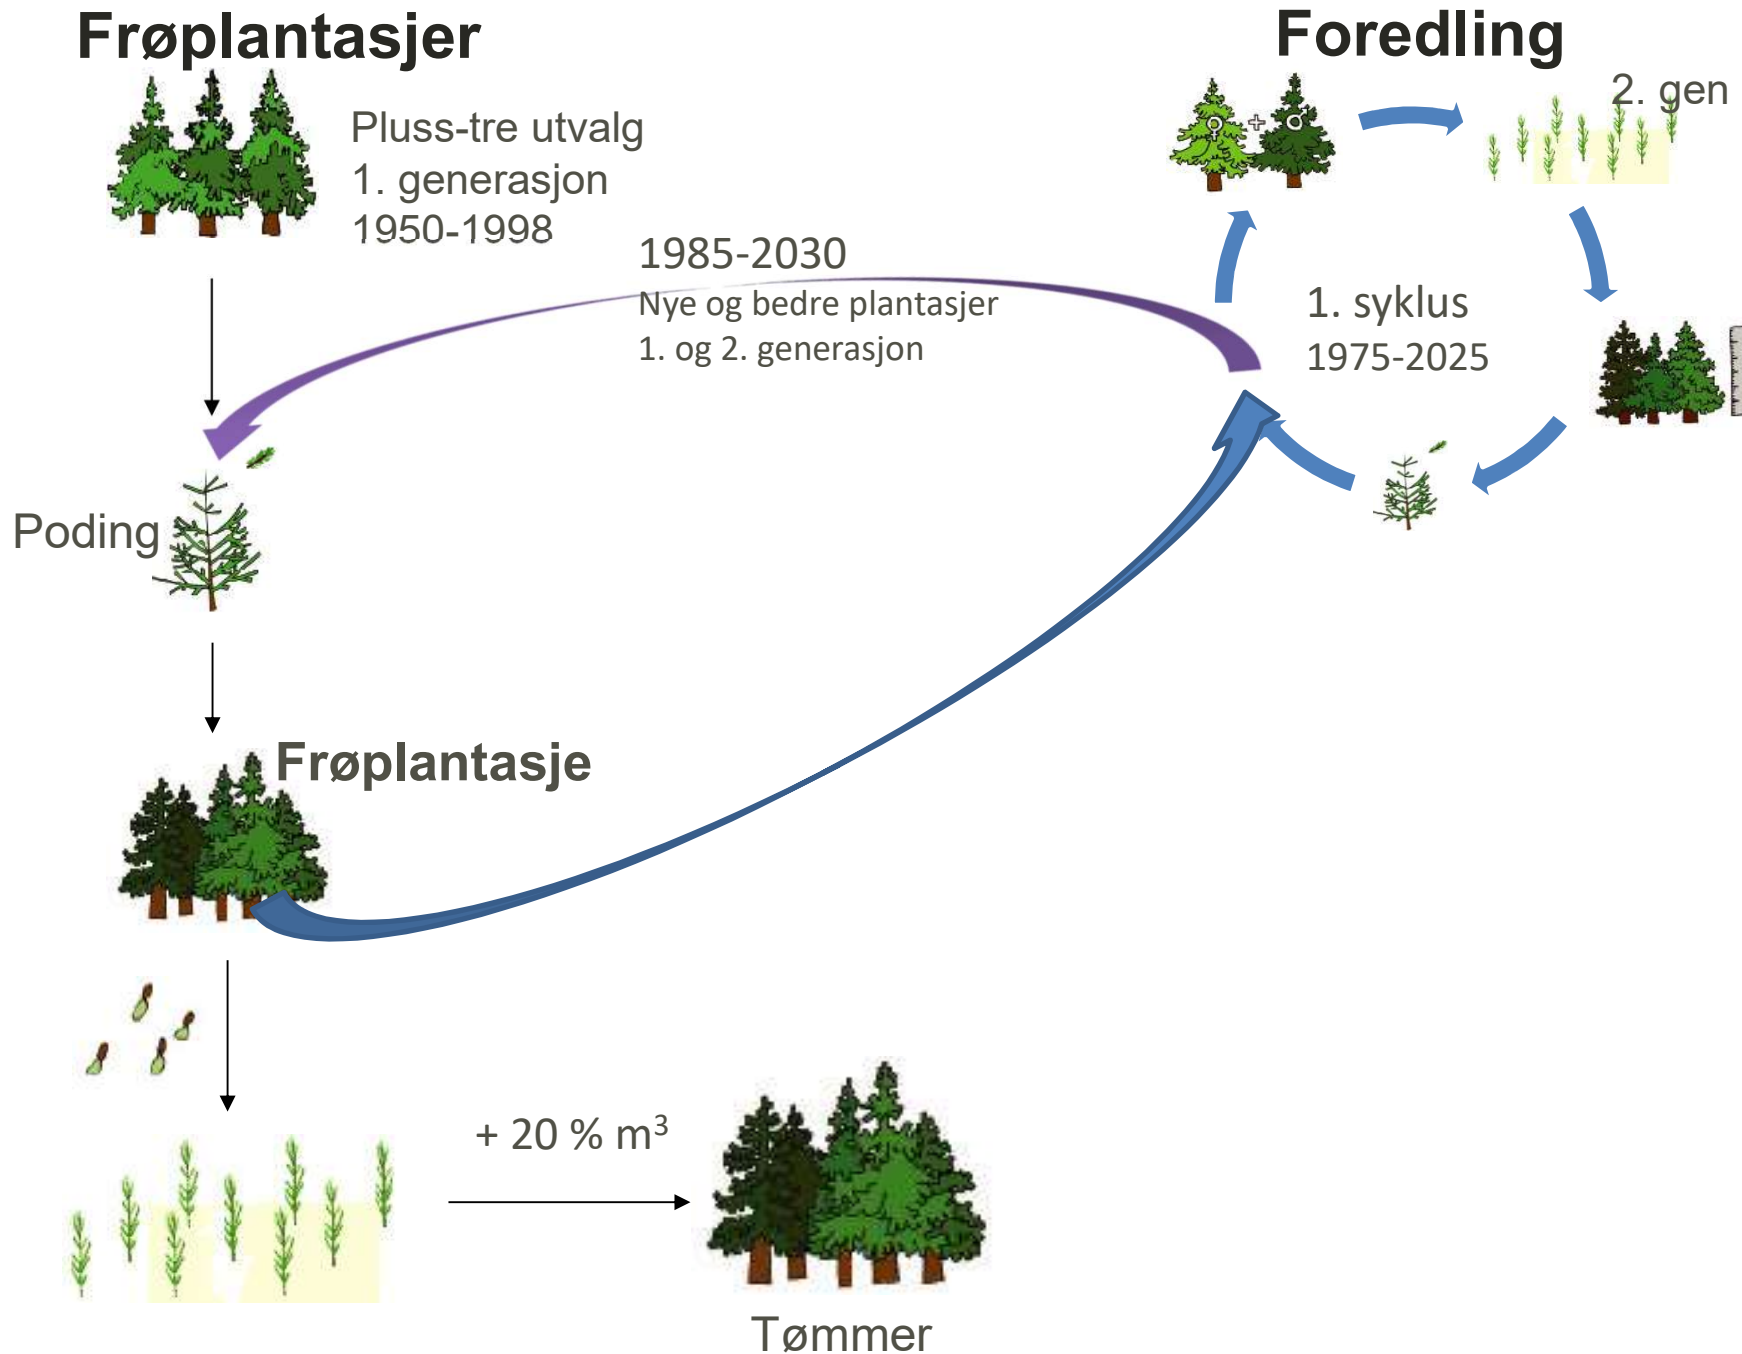 Frøplantasjer
Pluss-tre utvalg
1. generasjon
1950-1998
1985-2030
Nye og bedre plantasjer
1. og 2. generasjon
Foredling
2. gen
♀ + ♂
1. syklus
1975-2025
Poding
Frøplantasje
+ 20 % m³
Tømmer